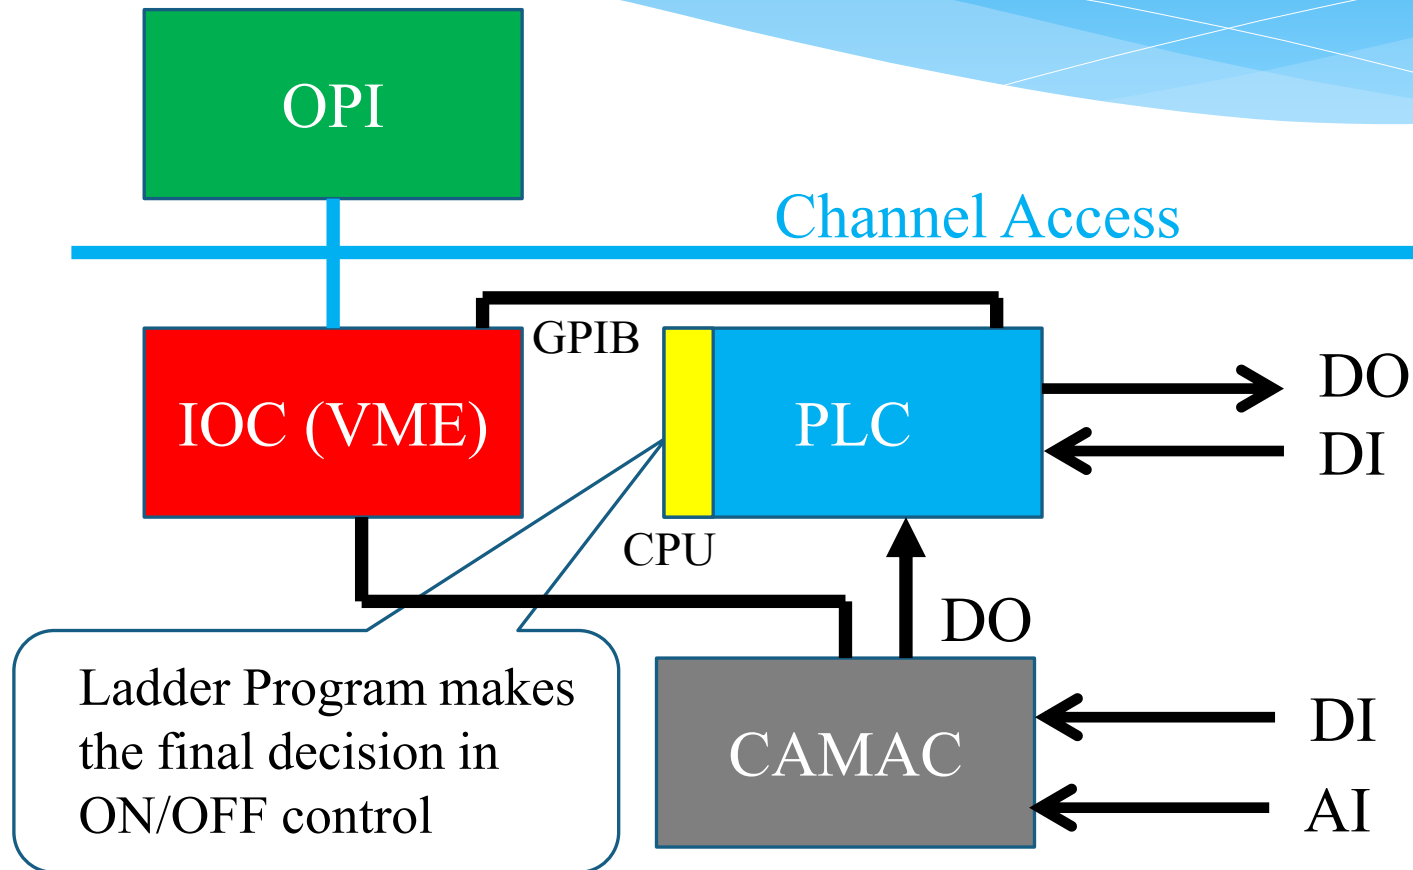 OPI
Channel Access
GPIB
IOC (VME)
PLC
DO
DI
CPU
DO
Ladder Program makes
the final decision in
ON/OFF control
CAMAC
DI
AI